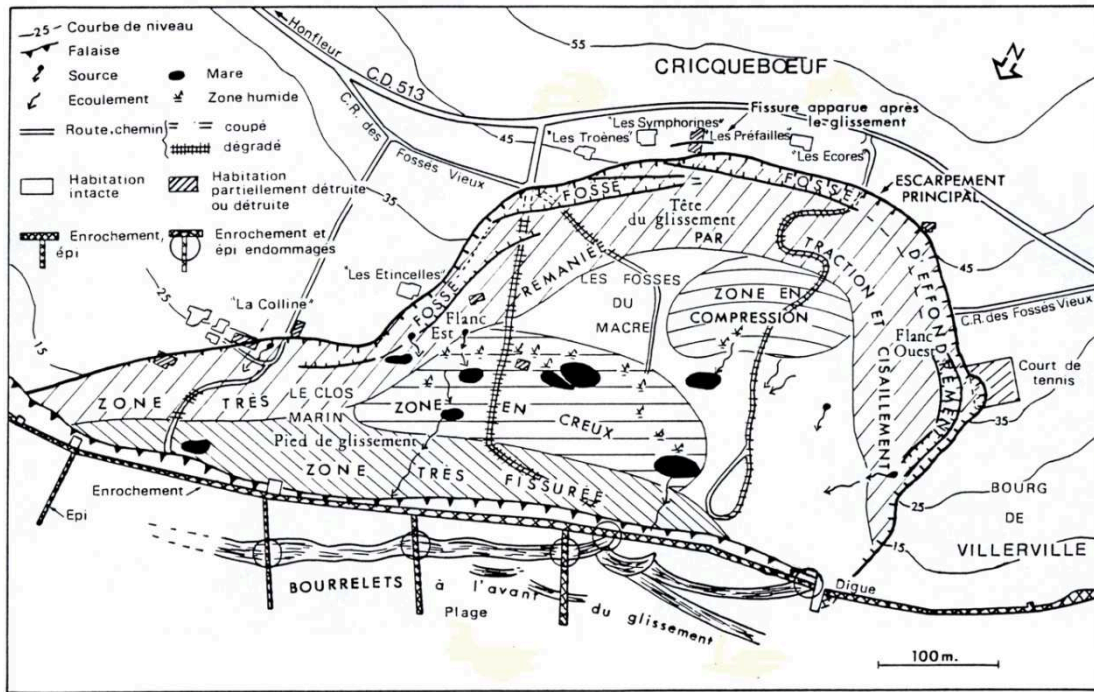 —25— Courbe de niveau
Falaise
Source
Mare
Ecoulement
Zone humide
Route, chemin
coupé
dégradé
Habitation
intacte
Habitation
partiellement détruite
ou détruite
Enrochement,
épi
Enrochement et
épi endommagés
Honfleur
C.D. 513
C.R. des
Fossés Vieux
55
CRICQUEBŒUF
N
45
35
25
15
Fissure apparue après
le glissement
"Les Symphorines"
"Les Troènes"
"Les Préfailles"
"Les Ecores"
ESCARPEMENT
PRINCIPAL
FOSSE
FOSSE
D'EFFONDREMENT
Tête
du glissement
PAR
TRACTION ET
CISAILLEMENT
REMANIÉE
LES FOSSES
DU
MACRE
ZONE EN
COMPRESSION
"Les Etincelles"
FOSSE
Flanc
Est
"La Colline"
Flanc
Ouest
45
C.R. des Fossés Vieux
Court de
tennis
35
ZONE TRÈS
LE CLOS
MARIN
Pied de glissement
ZONE EN
CREUX
ZONE TRÈS FISSURÉE
Enrochement
Epi
25
15
BOURG
DE
VILLERVILLE
Digue
BOURRELETS à l'avant
du glissement
Plage
100 m.